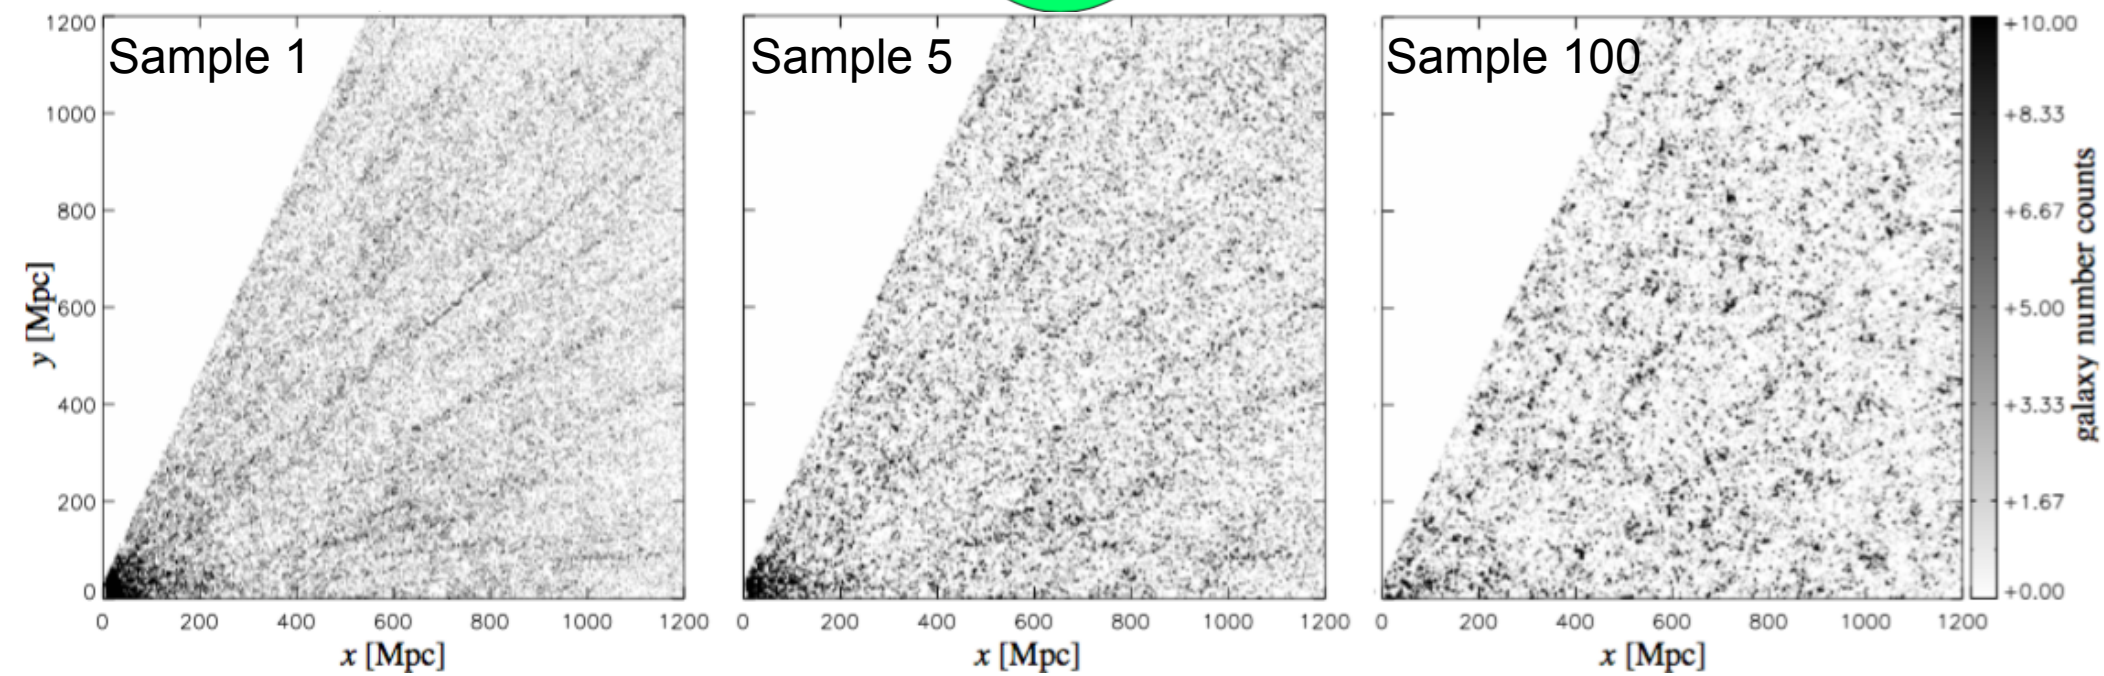 Sample 1
1200
1000
800
600
400
200
0
y [Mpc]
0 200 400 600 800 1000 1200
x [Mpc]
Sample 5
0 200 400 600 800 1000 1200
x [Mpc]
Sample 100
0 200 400 600 800 1000 1200
x [Mpc]
+10.00
+8.33
+6.67
+5.00
+3.33
+1.67
+0.00
galaxy number counts